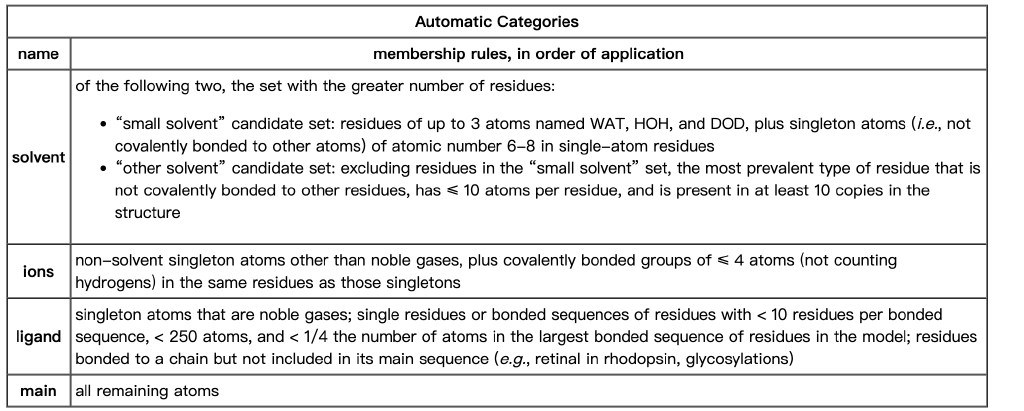 Automatic Categories
name membership rules, in order of application
solvent
of the following two, the set with the greater number of residues:
• “small solvent” candidate set: residues of up to 3 atoms named WAT, HOH, and DOD, plus singleton atoms (i.e., not
covalently bonded to other atoms) of atomic number 6–8 in single-atom residues
• “other solvent” candidate set: excluding residues in the “small solvent” set, the most prevalent type of residue that is
not covalently bonded to other residues, has ≤ 10 atoms per residue, and is present in at least 10 copies in the
structure
ions
non-solvent singleton atoms other than noble gases, plus covalently bonded groups of ≤ 4 atoms (not counting
hydrogens) in the same residues as those singletons
ligand
singleton atoms that are noble gases; single residues or bonded sequences of residues with < 10 residues per bonded
sequence, < 250 atoms, and < 1/4 the number of atoms in the largest bonded sequence of residues in the model; residues
bonded to a chain but not included in its main sequence (e.g., retinal in rhodopsin, glycosylations)
main all remaining atoms